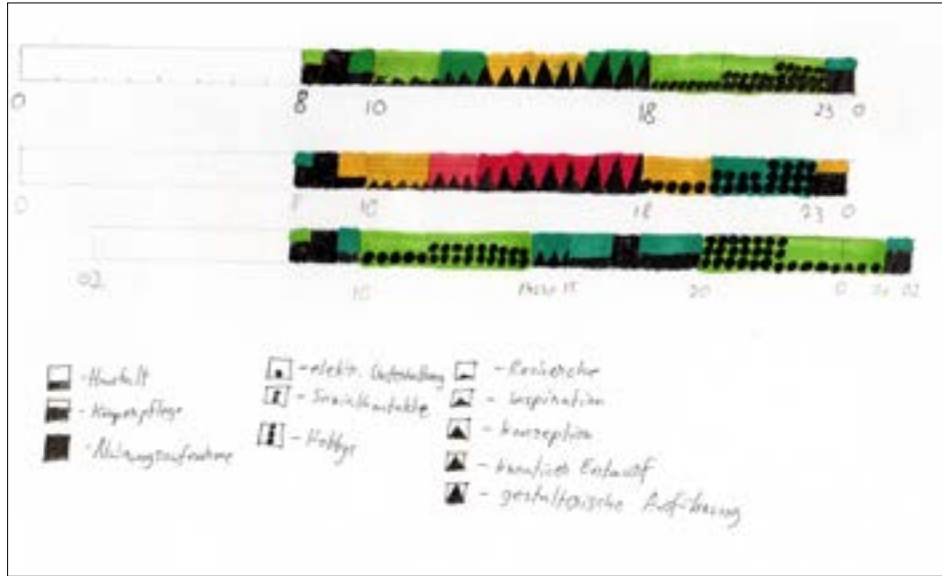 0 8 10 18 23 0
0 8 10 18 23 0
02 10 20 0 02
- Haushalt
- Körperpflege
- Nahrungsaufnahme
- elektr. Unterhaltung
- Sozialkontakte
- Hobbys
- Recherche
- Inspiration
- Konzeption
- kreativer Entwurf
- gestalterische Ausführung